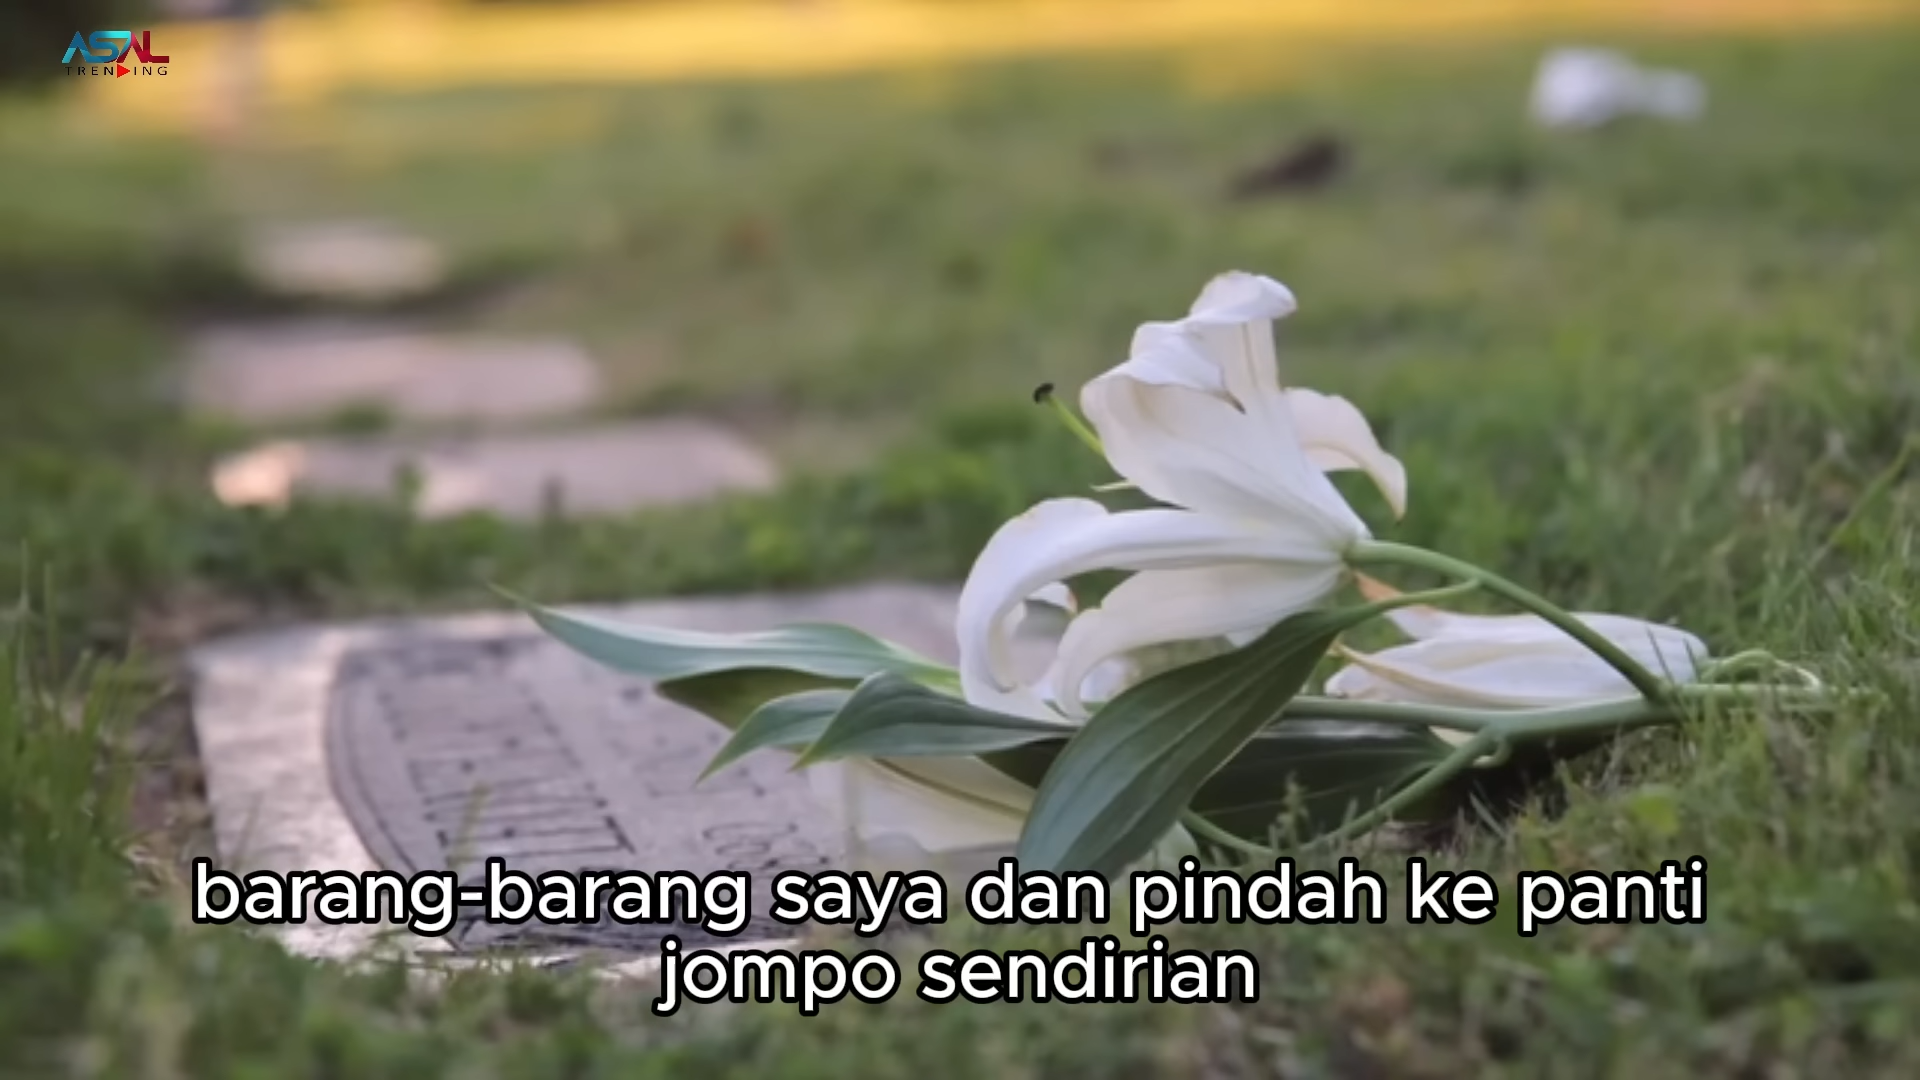 ASAL
TRENDING
barang-barang saya dan pindah ke panti
jompo sendirian